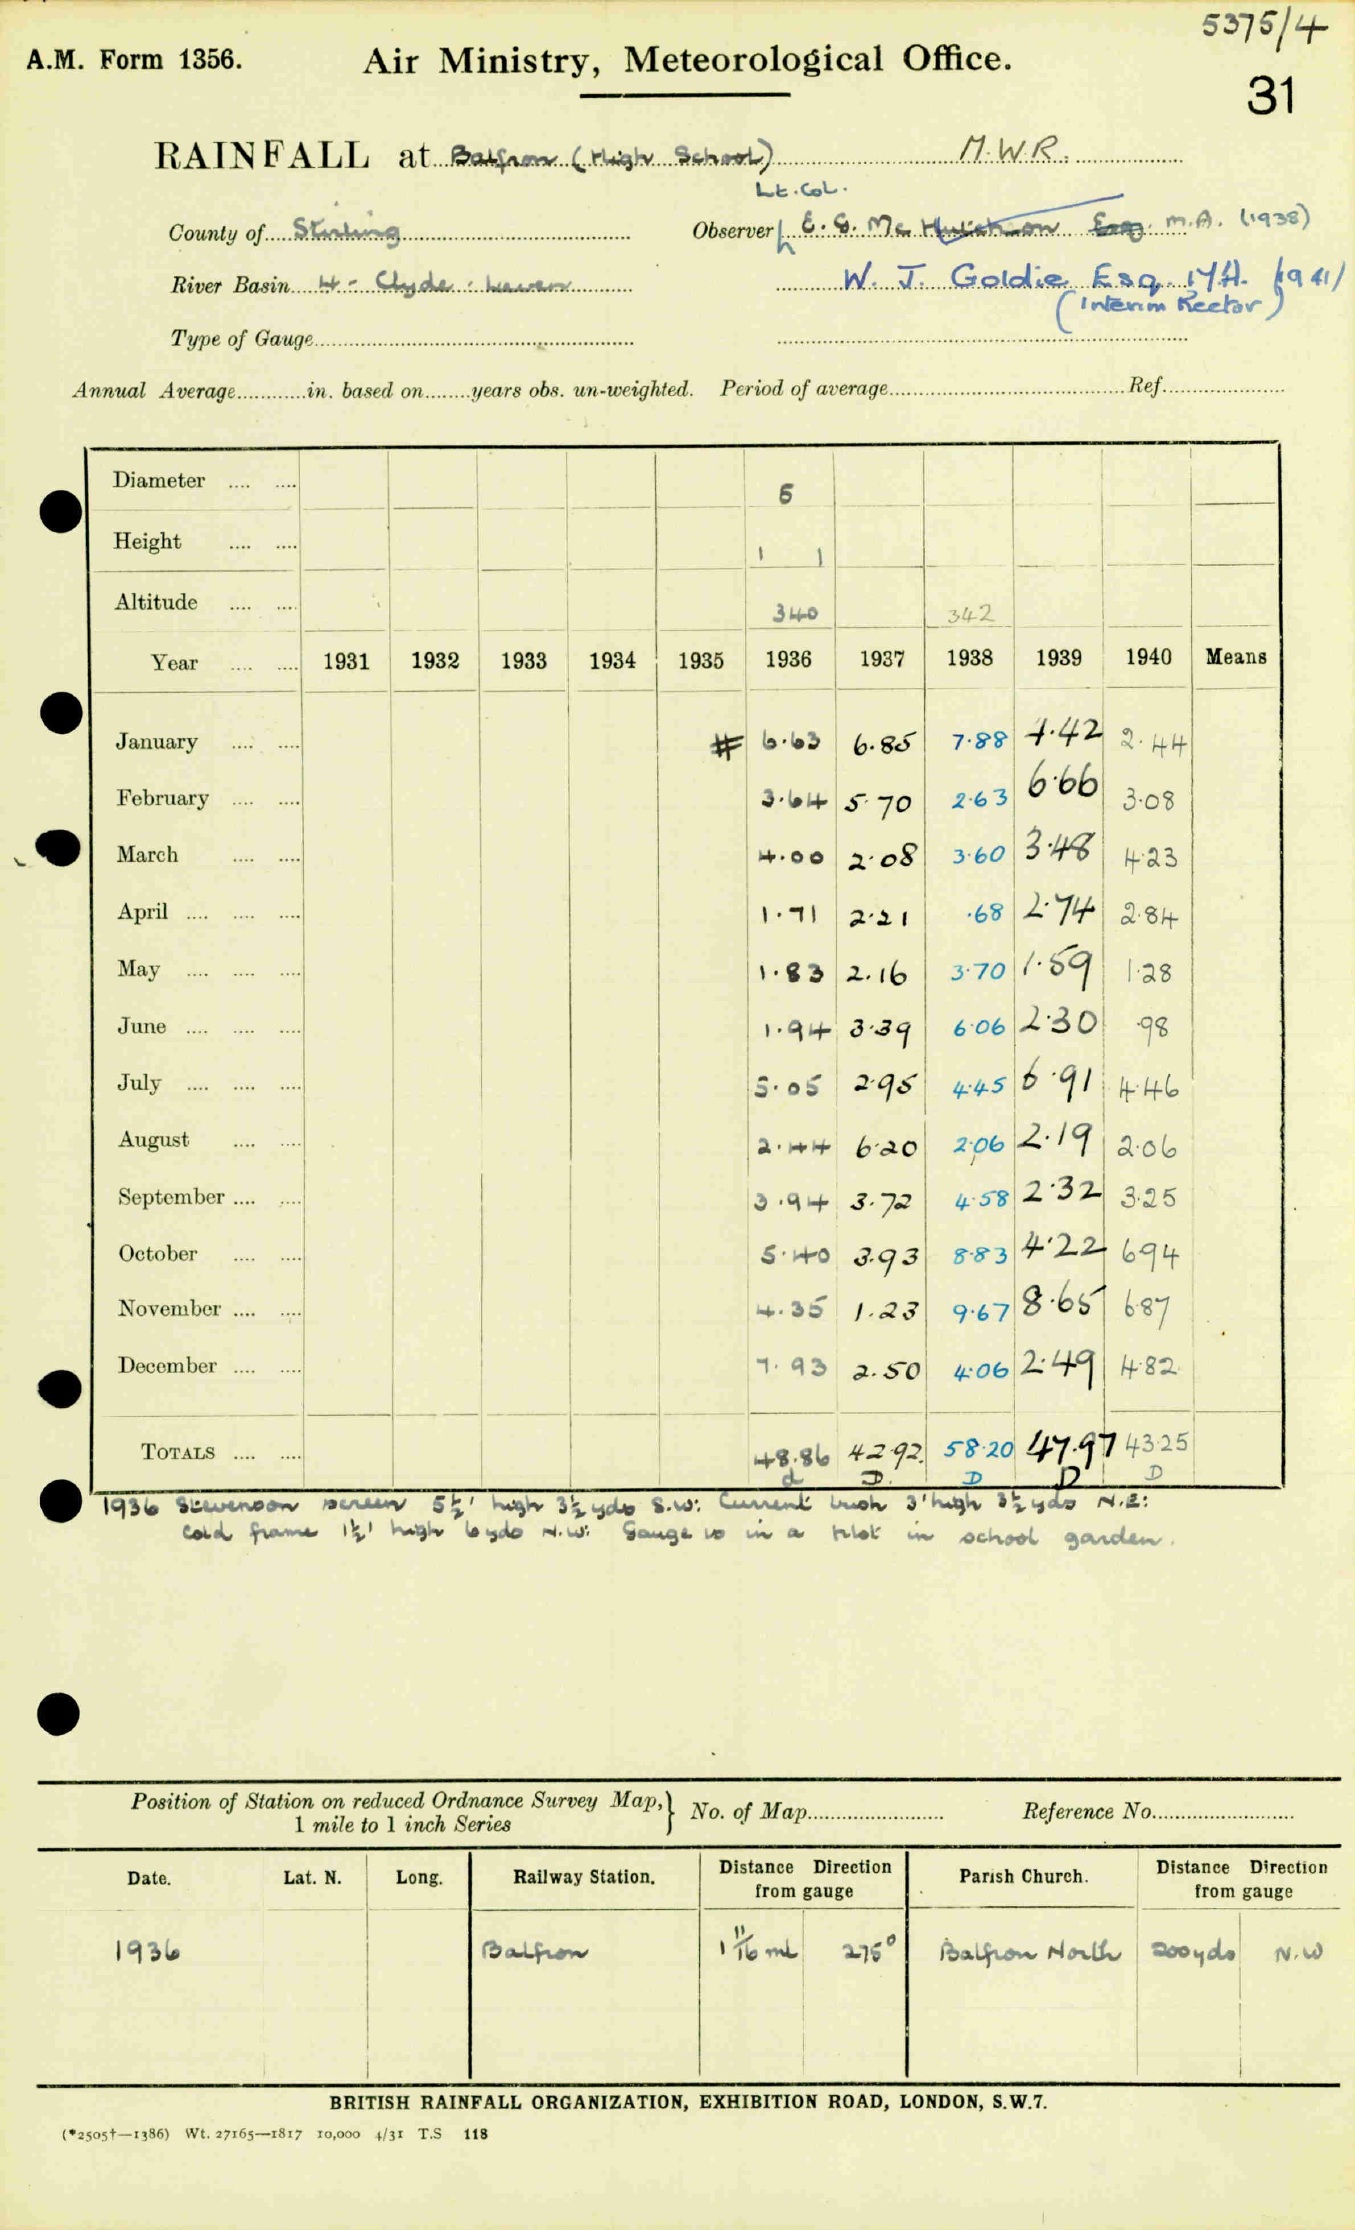 5375/4
A.M. Form 1356. Air Ministry, Meteorological Office.
31
RAINFALL at Balfron (High School) M.W.R.
Lt. Col.
County of Stirling Observer E. G. McHutchison Esq. M.A. (1938)
River Basin 4 - Clyde . Leven W. J. Goldie Esq. M.A. (1941)
(Interim Rector)
Type of Gauge
Annual Average in. based on years obs. un-weighted. Period of average Ref.
Diameter 5
Height 1 1
Altitude 340 342
Year 1931 1932 1933 1934 1935 1936 1937 1938 1939 1940 Means
January # 6.63 6.85 7.88 4.42 2.44
February 3.64 5.70 2.63 6.66 3.08
March 4.00 2.08 3.60 3.48 4.23
April 1.71 2.21 .68 2.74 2.84
May 1.83 2.16 3.70 1.59 1.28
June 1.94 3.39 6.06 2.30 .98
July 5.05 2.95 4.45 6.91 4.46
August 2.44 6.20 2.06 2.19 2.06
September 3.94 3.72 4.58 2.32 3.25
October 5.40 3.93 8.83 4.22 6.94
November 4.35 1.23 9.67 8.65 6.87
December 7.93 2.50 4.06 2.49 4.82
TOTALS 48.86 42.92 58.20 47.97 43.25
d D. D D D
1936 Stevenson screen 5½' high 3½ yds S.W: Currant bush 3' high 3½ yds N.E:
Cold frame 1½' high 6 yds N.W: Gauge is in a plot in school garden.
Position of Station on reduced Ordnance Survey Map, } No. of Map Reference No.
1 mile to 1 inch Series
Date. Lat. N. Long. Railway Station. Distance Direction from gauge Parish Church. Distance Direction from gauge
1936 Balfron 1 11/16 ml 275° Balfron North 200 yds N.W
BRITISH RAINFALL ORGANIZATION, EXHIBITION ROAD, LONDON, S.W.7.
(*2505†—1386) Wt. 27165—1817 10,000 4/31 T.S 118